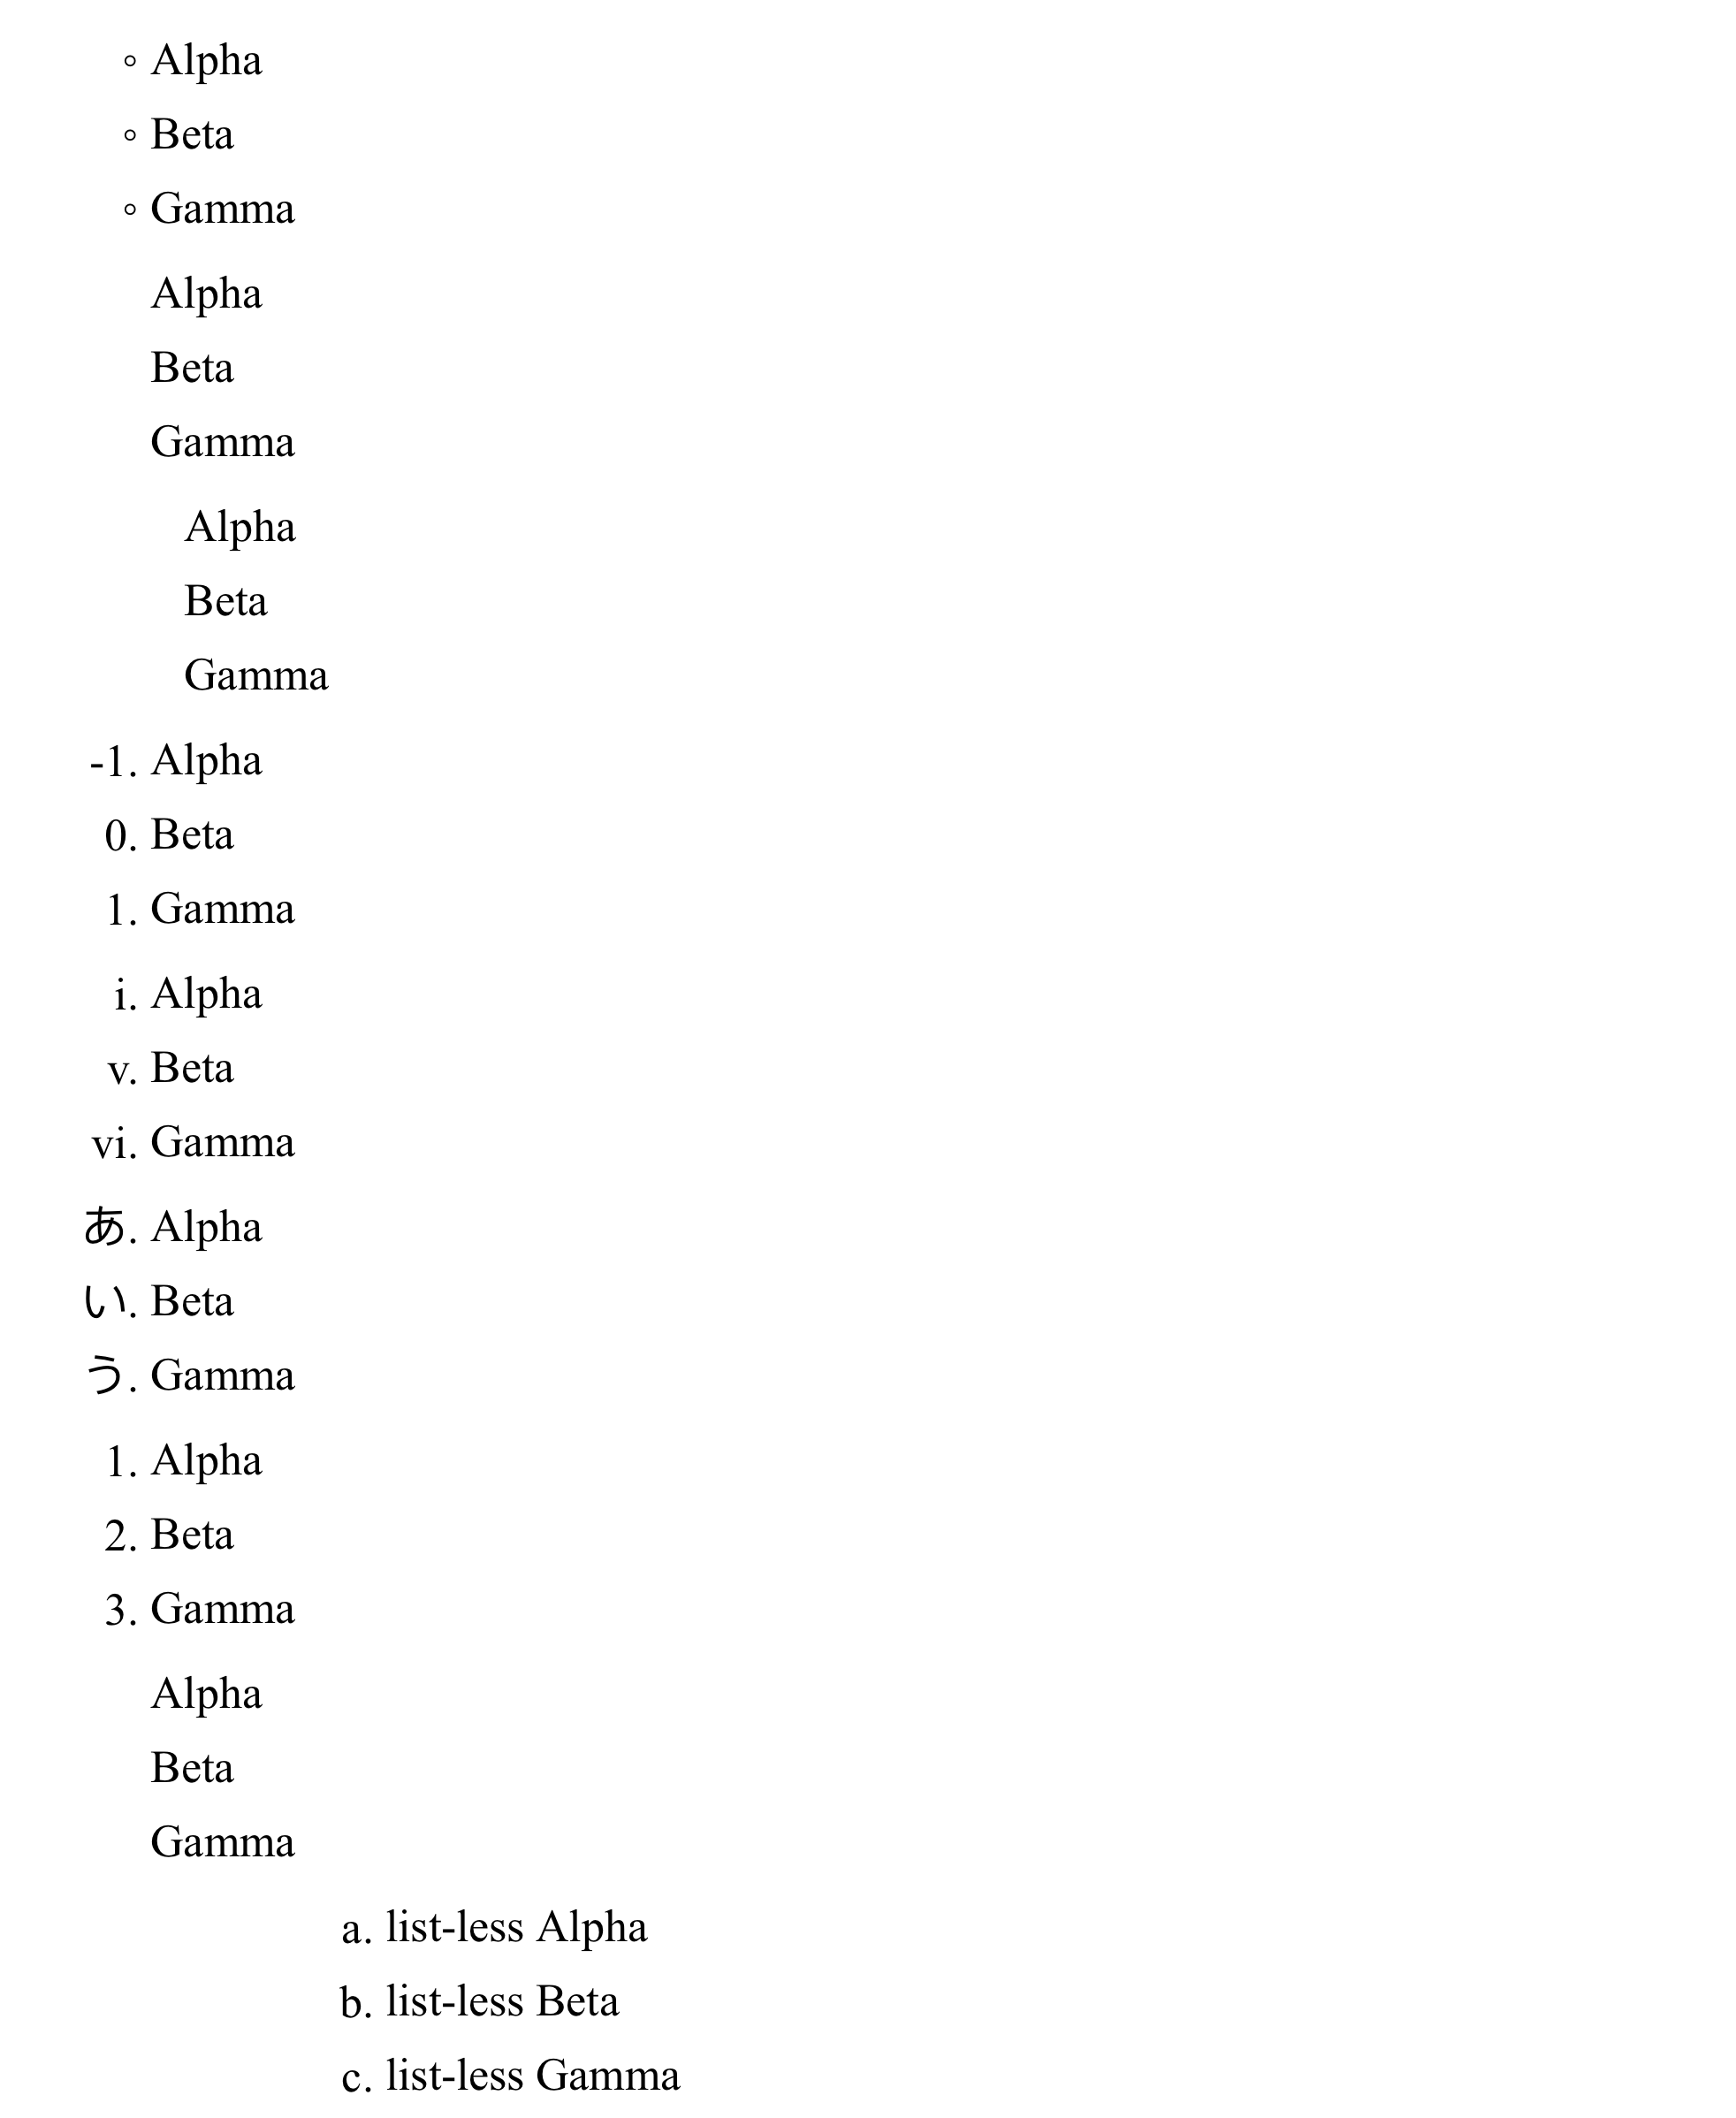 ◦ Alpha
◦ Beta
◦ Gamma
Alpha
Beta
Gamma
Alpha
Beta
Gamma
-1. Alpha
0. Beta
1. Gamma
i. Alpha
v. Beta
vi. Gamma
あ. Alpha
い. Beta
う. Gamma
1. Alpha
2. Beta
3. Gamma
Alpha
Beta
Gamma
a. list-less Alpha
b. list-less Beta
c. list-less Gamma